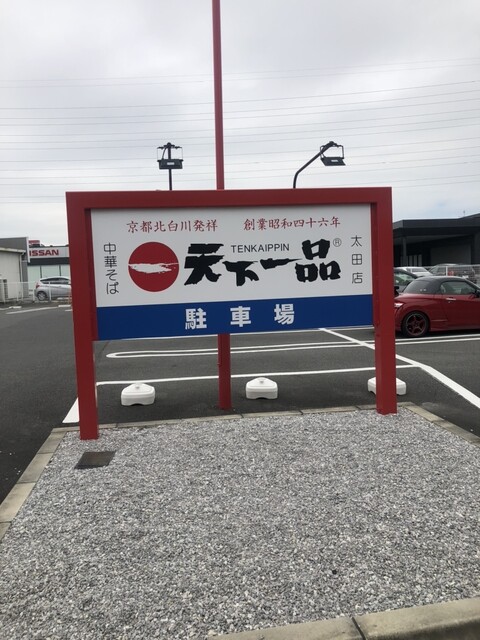 京都北白川発祥 創業昭和四十六年
中華そば
TENKAIPPIN
天下一品®
太田店
駐車場
NISSAN